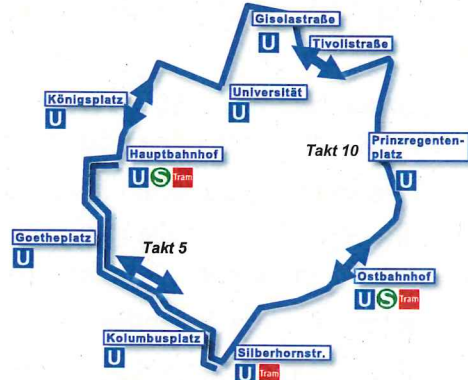 Giselastraße
U
Tivolistraße
Königsplatz
U
Universität
U
Takt 10
Prinzregenten-
platz
U
Hauptbahnhof
U S Tram
Goetheplatz
U
Takt 5
Ostbahnhof
U S Tram
Kolumbusplatz
U
Silberhornstr.
U Tram